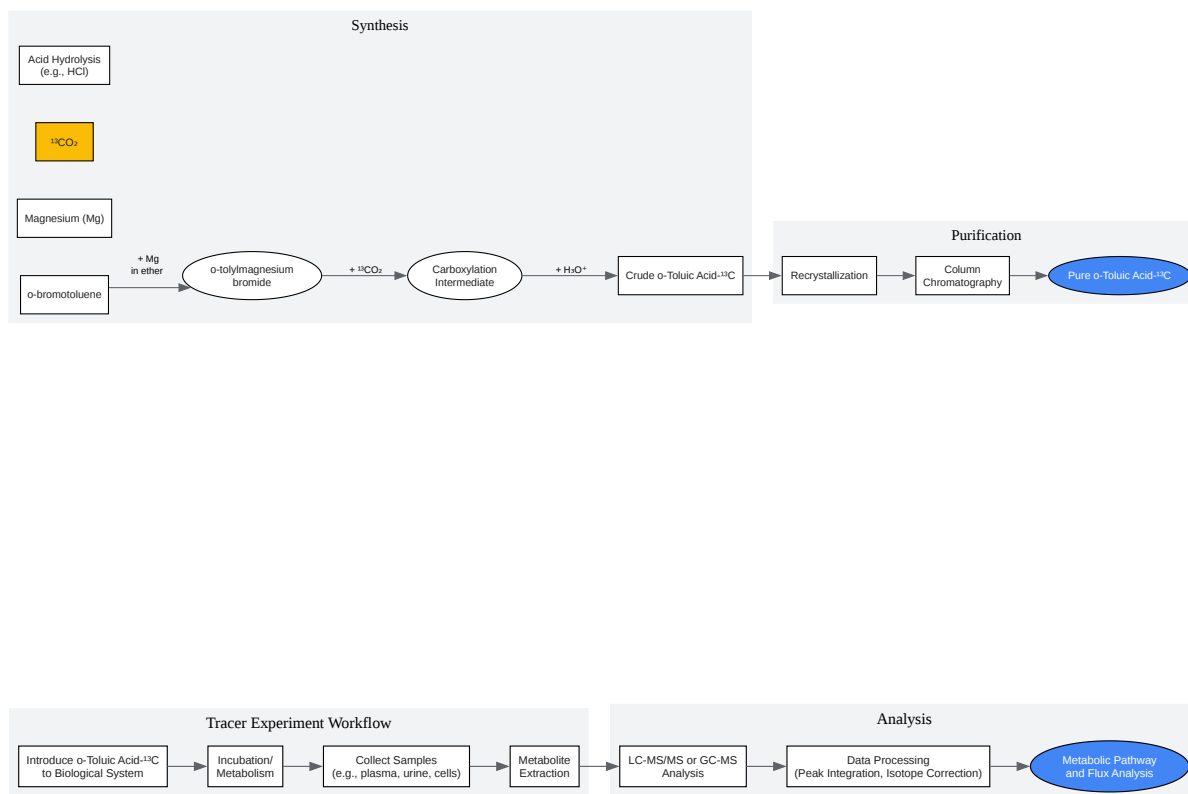 Synthesis
Acid Hydrolysis
(e.g., HCl)
¹³CO₂
Magnesium (Mg)
o-bromotoluene
+ Mg
in ether
o-tolylmagnesium
bromide
+ ¹³CO₂
Carboxylation
Intermediate
+ H₃O⁺
Crude o-Toluic Acid-¹³C
Purification
Recrystallization
Column
Chromatography
Pure o-Toluic Acid-¹³C
Tracer Experiment Workflow
Introduce o-Toluic Acid-¹³C
to Biological System
Incubation/
Metabolism
Collect Samples
(e.g., plasma, urine, cells)
Metabolite
Extraction
Analysis
LC-MS/MS or GC-MS
Analysis
Data Processing
(Peak Integration, Isotope Correction)
Metabolic Pathway
and Flux Analysis